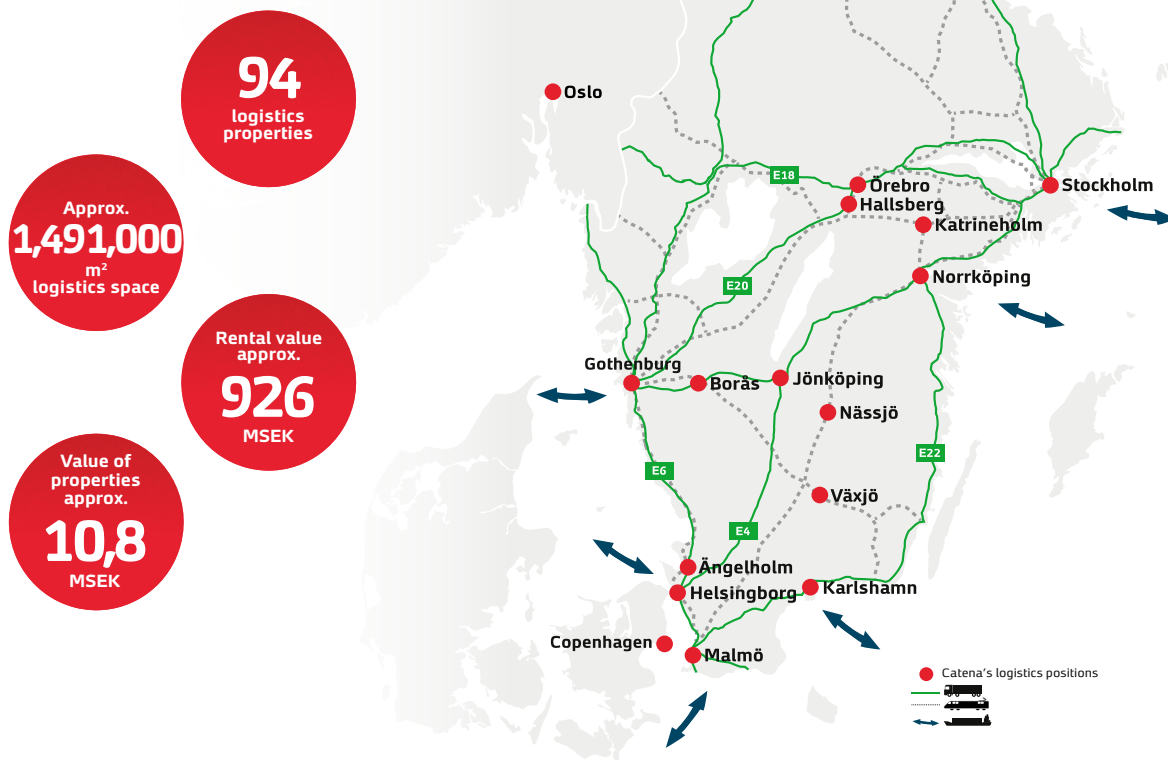 94
logistics
properties
Approx.
1,491,000
m²
logistics space
Rental value
approx.
926
MSEK
Value of
properties
approx.
10,8
MSEK
Oslo
E18
Örebro
Stockholm
Hallsberg
Katrineholm
Norrköping
E20
Gothenburg
Borås
Jönköping
Nässjö
E22
E6
Växjö
E4
Ängelholm
Helsingborg
Karlshamn
Copenhagen
Malmö
Catena's logistics positions